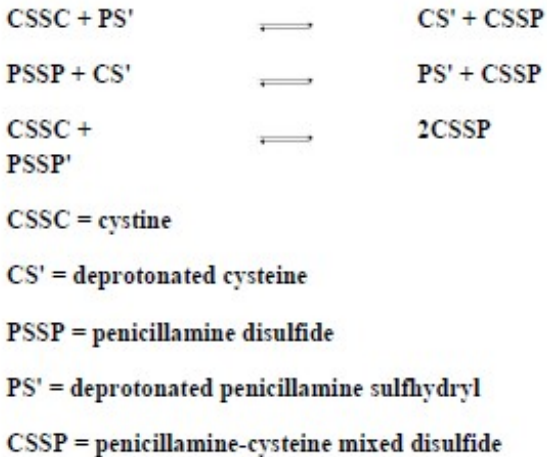 CSSC + PS' ⇌ CS' + CSSP
PSSP + CS' ⇌ PS' + CSSP
CSSC + ⇌ 2CSSP
PSSP'
CSSC = cystine
CS' = deprotonated cysteine
PSSP = penicillamine disulfide
PS' = deprotonated penicillamine sulfhydryl
CSSP = penicillamine-cysteine mixed disulfide